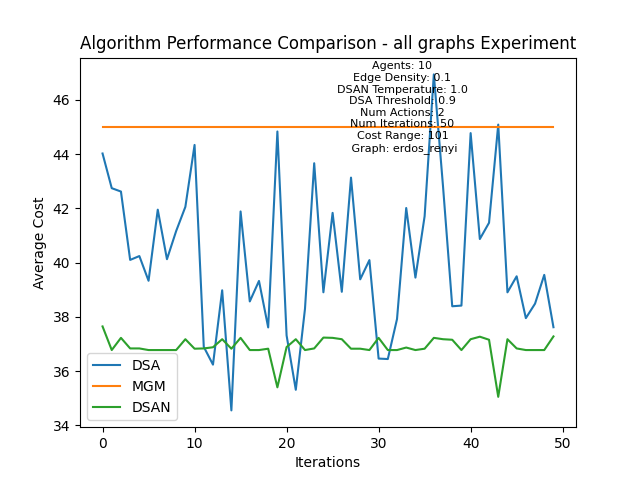 Algorithm Performance Comparison - all graphs Experiment
Agents: 10
Edge Density: 0.1
DSAN Temperature: 1.0
DSA Threshold: 0.9
Num Actions: 2
Num Iterations: 50
Cost Range: 101
Graph: erdos_renyi
46
44
42
40
38
36
34
Average Cost
DSA
MGM
DSAN
0
10
20
30
40
50
Iterations